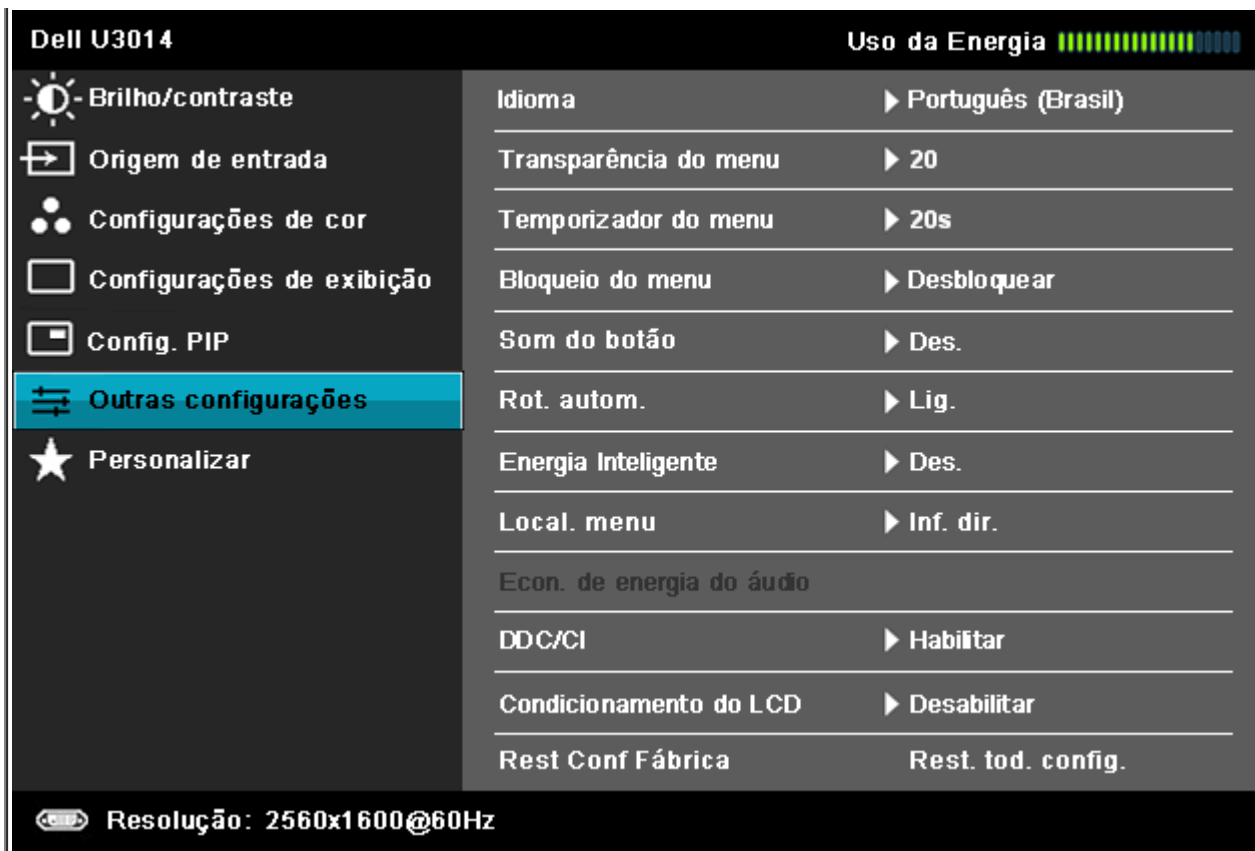 Dell U3014
Uso da Energia
Brilho/contraste
Idioma
Português (Brasil)
Origem de entrada
Transparência do menu
20
Configurações de cor
Temporizador do menu
20s
Configurações de exibição
Bloqueio do menu
Desbloquear
Config. PIP
Som do botão
Des.
Outras configurações
Rot. autom.
Lig.
Personalizar
Energia Inteligente
Des.
Local. menu
Inf. dir.
Econ. de energia do áudio
DDC/CI
Habilitar
Condicionamento do LCD
Desabilitar
Rest Conf Fábrica
Rest. tod. config.
Resolução: 2560x1600@60Hz